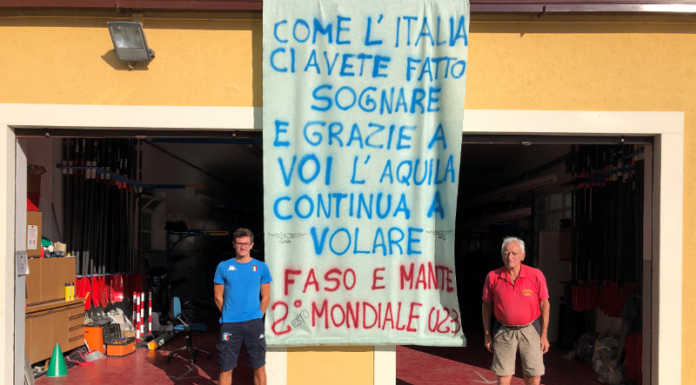 COME L'ITALIA
CI AVETE FATTO
SOGNARE
E GRAZIE A
VOI L'AQUILA
CONTINUA A
VOLARE
FASO E MANTE
2° MONDIALE 023